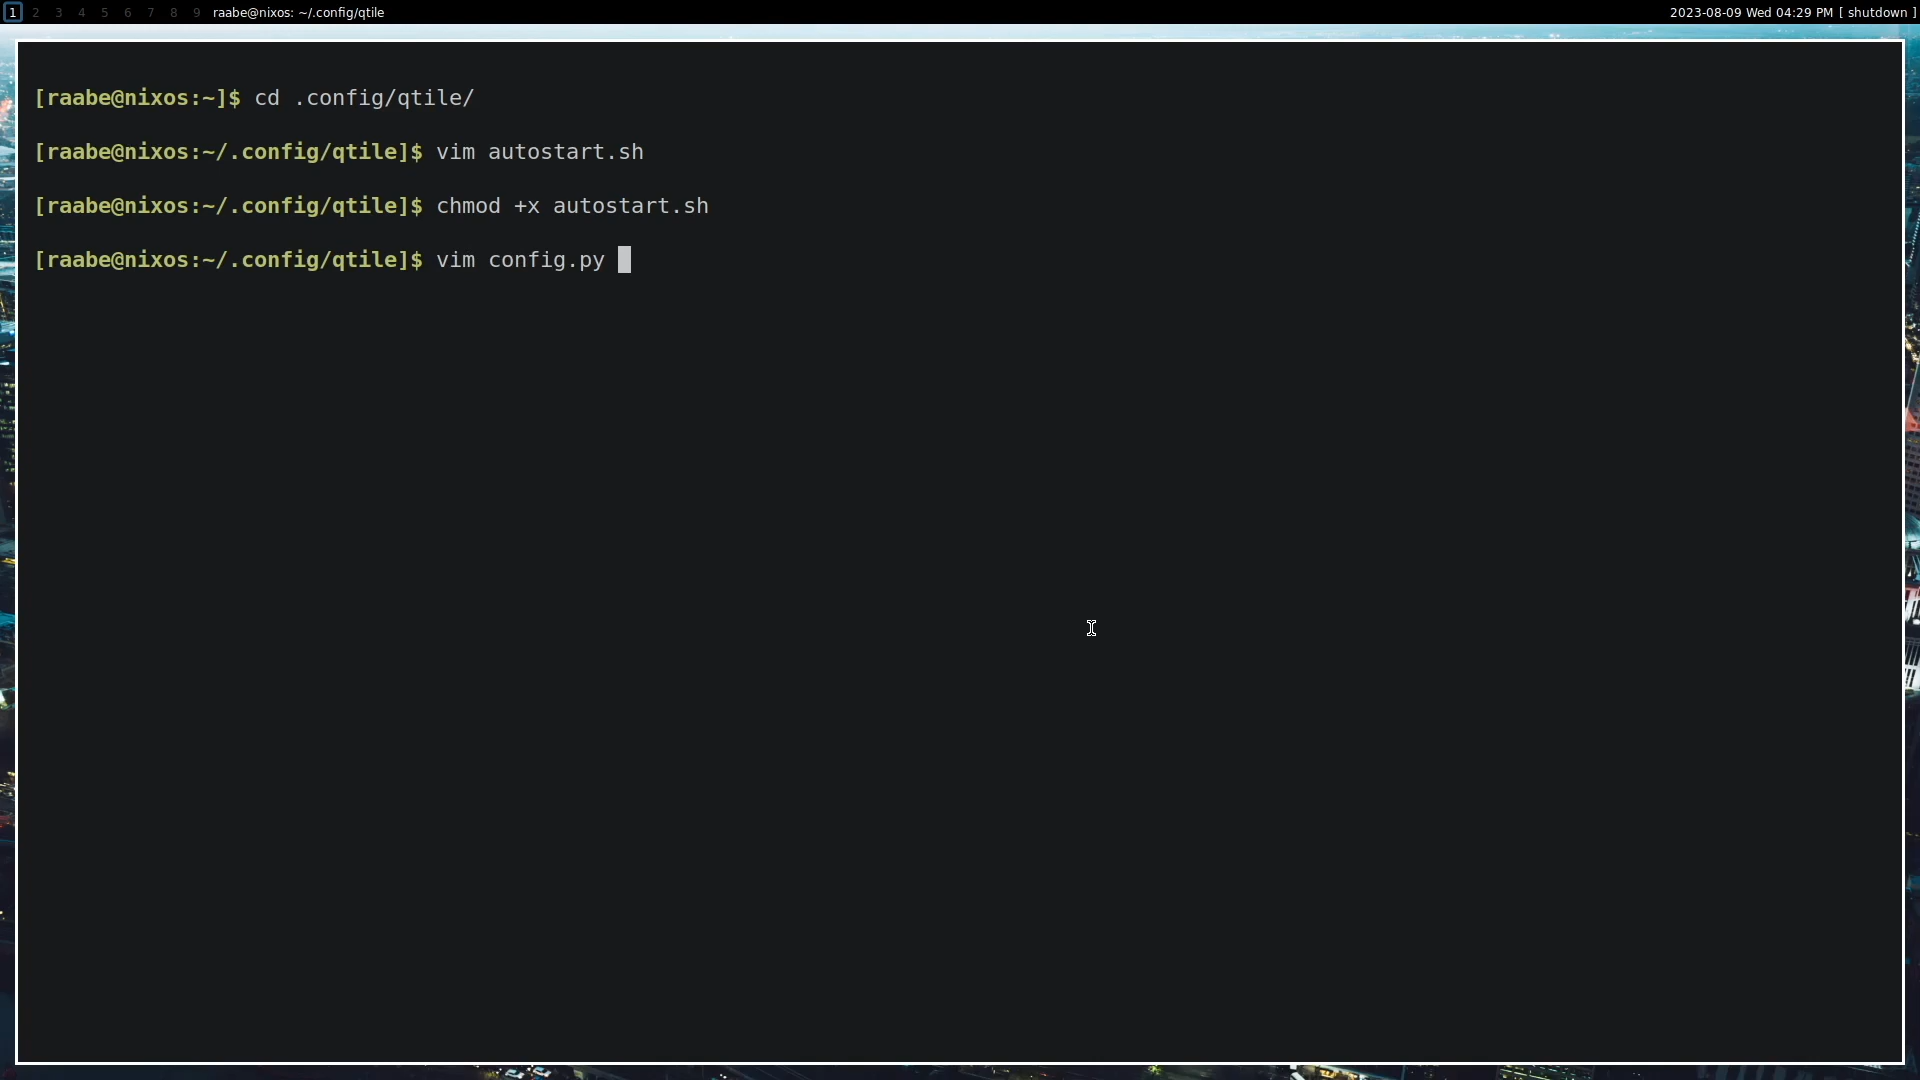 1 2 3 4 5 6 7 8 9 raabe@nixos: ~/.config/qtile 2023-08-09 Wed 04:29 PM [ shutdown ]
[raabe@nixos:~]$ cd .config/qtile/
[raabe@nixos:~/.config/qtile]$ vim autostart.sh
[raabe@nixos:~/.config/qtile]$ chmod +x autostart.sh
[raabe@nixos:~/.config/qtile]$ vim config.py